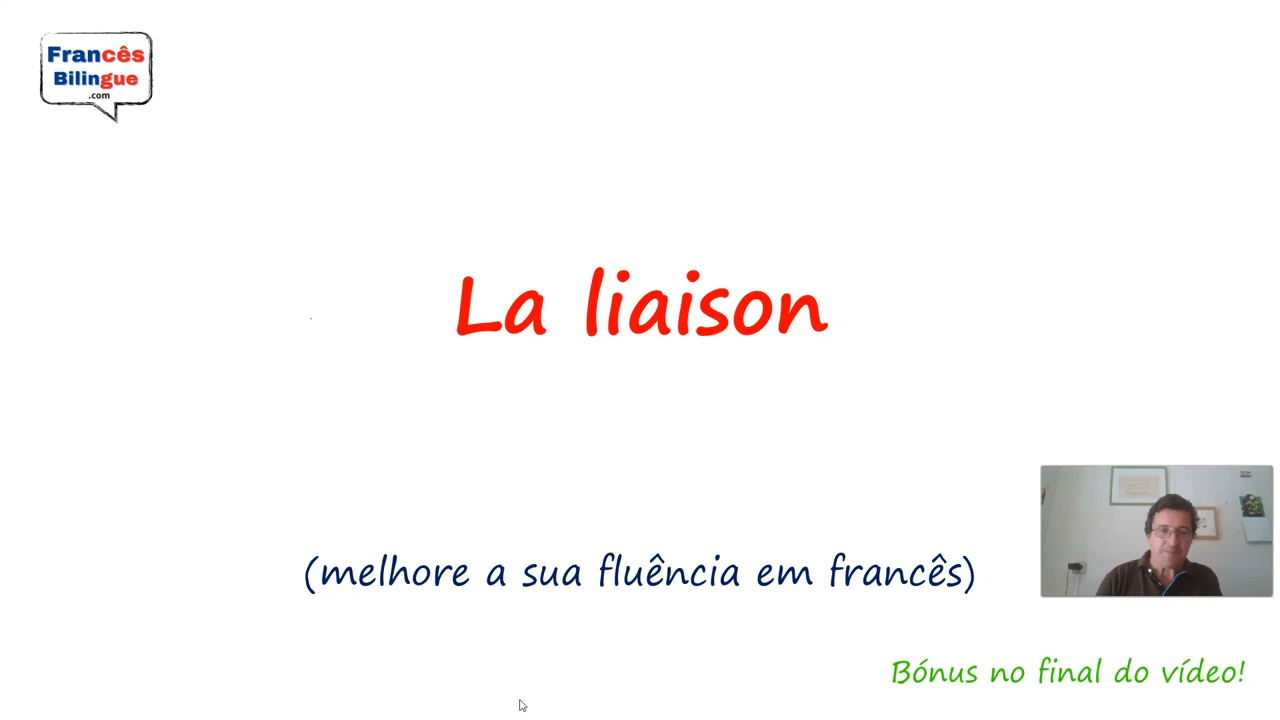 Francês
Bilingue
.com
La liaison
(melhore a sua fluência em francês)
Bónus no final do vídeo!